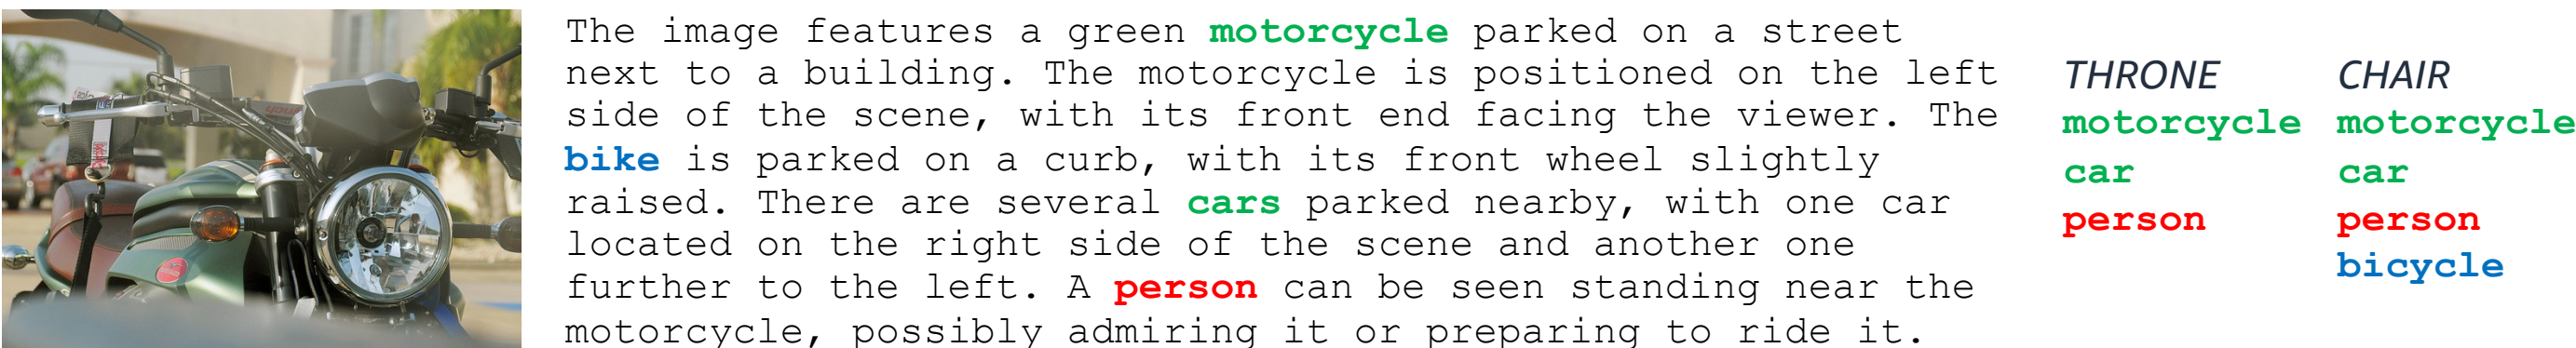 The image features a green motorcycle parked on a street
next to a building. The motorcycle is positioned on the left
side of the scene, with its front end facing the viewer. The
bike is parked on a curb, with its front wheel slightly
raised. There are several cars parked nearby, with one car
located on the right side of the scene and another one
further to the left. A person can be seen standing near the
motorcycle, possibly admiring it or preparing to ride it.
THRONE
motorcycle
car
person
CHAIR
motorcycle
car
person
bicycle